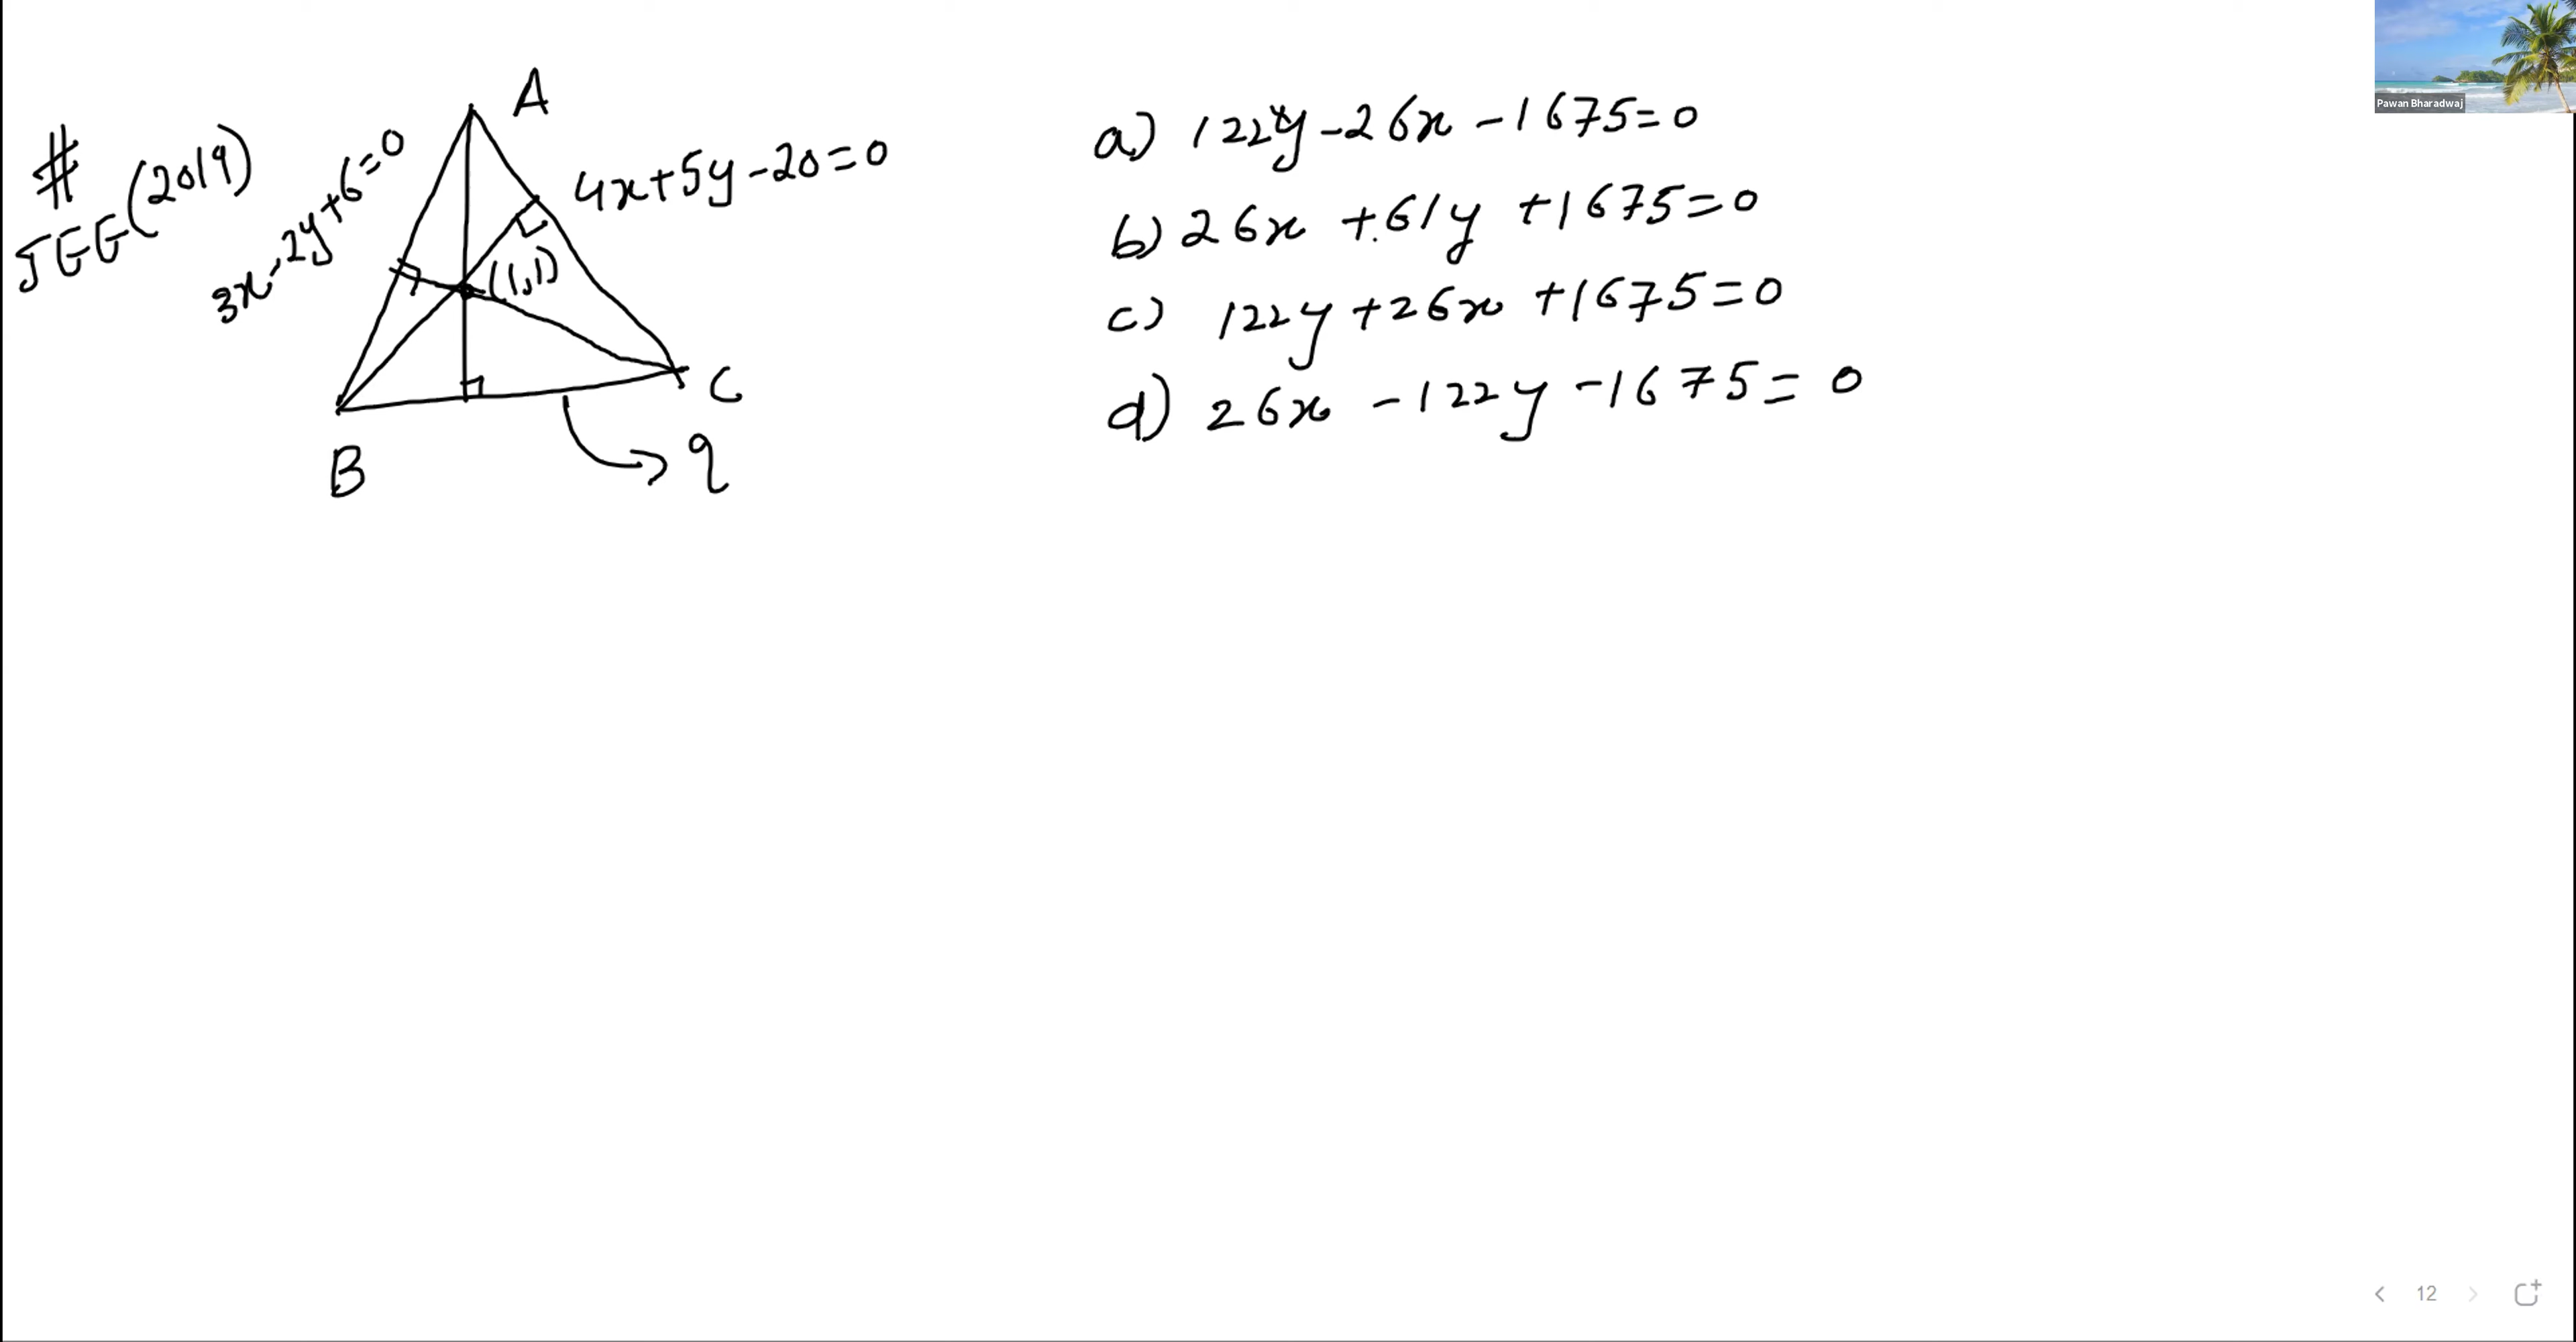 #
JEE (2019)
A
3x-2y+6=0
4x+5y-20=0
(1,1)
B
C
q
a) 122y-26x-1675=0
b) 26x+61y+1675=0
c) 122y+26x+1675=0
d) 26x-122y-1675=0
Pawan Bharadwaj
12